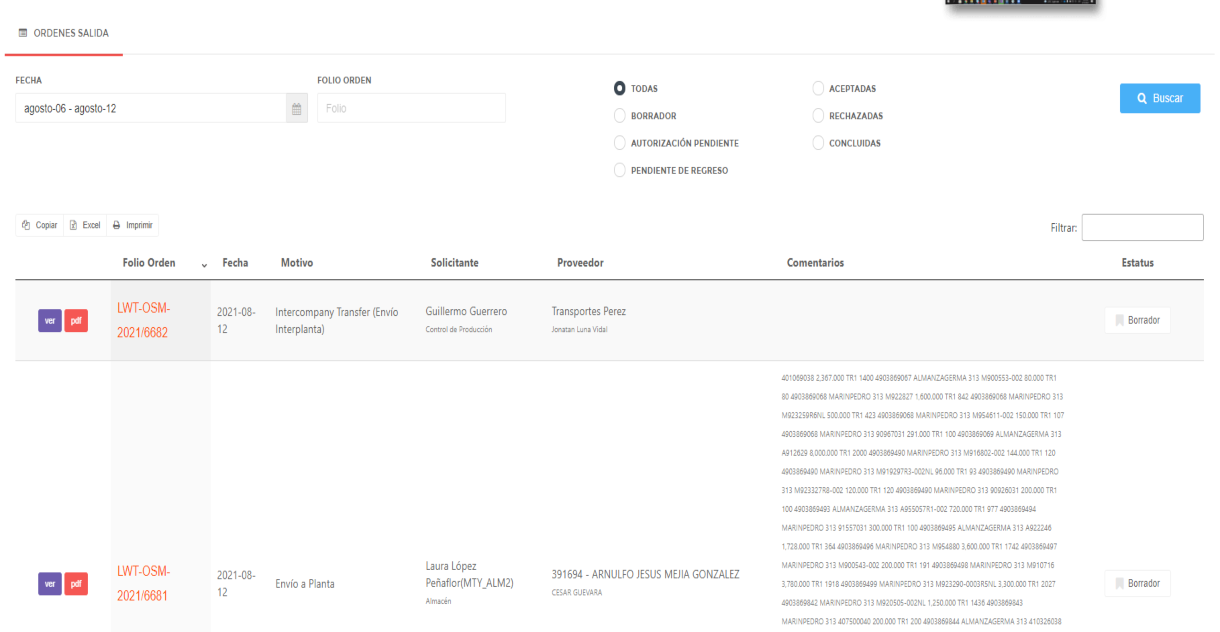 ORDENES SALIDA
FECHA
FOLIO ORDEN
agosto-06 - agosto-12
Folio
TODAS
ACEPTADAS
BORRADOR
RECHAZADAS
AUTORIZACIÓN PENDIENTE
CONCLUIDAS
PENDIENTE DE REGRESO
Buscar
Copiar Excel Imprimir
Filtrar:
Folio Orden Fecha Motivo Solicitante Proveedor Comentarios Estatus
ver pdf
LWT-OSM-
2021/6682
2021-08-
12
Intercompany Transfer (Envío
Interplanta)
Guillermo Guerrero
Control de Producción
Transportes Perez
Jonatan Luna Vidal
Borrador
ver pdf
LWT-OSM-
2021/6681
2021-08-
12
Envío a Planta
Laura López
Peñaflor(MTY_ALM2)
Almacén
391694 - ARNULFO JESUS MEJIA GONZALEZ
CESAR GUEVARA
401069038 2,367.000 TR1 1400 4903869067 ALMANZAGERMA 313 M900553-002 80.000 TR1
80 4903869068 MARINPEDRO 313 M922827 1,600.000 TR1 842 4903869068 MARINPEDRO 313
M923259R6NL 500.000 TR1 423 4903869068 MARINPEDRO 313 M954611-002 150.000 TR1 107
4903869068 MARINPEDRO 313 90967031 291.000 TR1 100 4903869069 ALMANZAGERMA 313
A912629 8,000.000 TR1 2000 4903869490 MARINPEDRO 313 M916802-002 144.000 TR1 120
4903869490 MARINPEDRO 313 M919297R3-002NL 96.000 TR1 93 4903869490 MARINPEDRO
313 M923327R8-002 120.000 TR1 120 4903869490 MARINPEDRO 313 90926031 200.000 TR1
100 4903869493 ALMANZAGERMA 313 A955057R1-002 720.000 TR1 977 4903869494
MARINPEDRO 313 91557031 300.000 TR1 100 4903869495 ALMANZAGERMA 313 A922246
1,728.000 TR1 364 4903869496 MARINPEDRO 313 M954880 3,600.000 TR1 1742 4903869497
MARINPEDRO 313 M900543-002 200.000 TR1 191 4903869498 MARINPEDRO 313 M910716
3,780.000 TR1 1918 4903869499 MARINPEDRO 313 M923290-0003RSNL 3,300.000 TR1 2027
4903869842 MARINPEDRO 313 M920505-002NL 1,250.000 TR1 1436 4903869843
MARINPEDRO 313 407500040 200.000 TR1 200 4903869844 ALMANZAGERMA 313 410326038
Borrador